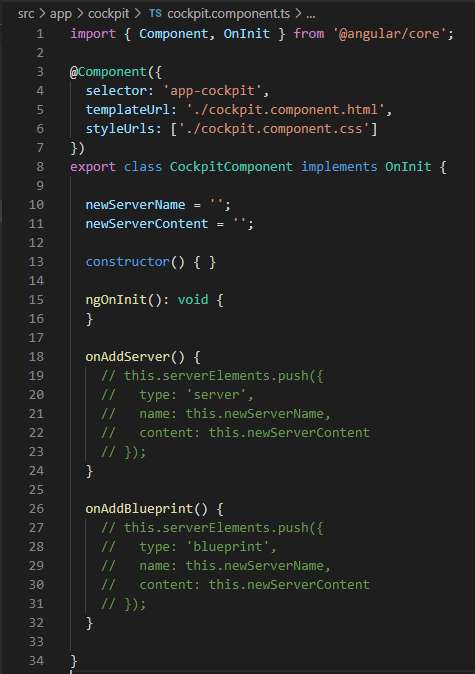 src > app > cockpit > TS cockpit.component.ts > ...
1 import { Component, OnInit } from '@angular/core';
2
3 @Component({
4   selector: 'app-cockpit',
5   templateUrl: './cockpit.component.html',
6   styleUrls: ['./cockpit.component.css']
7 })
8 export class CockpitComponent implements OnInit {
9
10   newServerName = '';
11   newServerContent = '';
12
13   constructor() { }
14
15   ngOnInit(): void {
16   }
17
18   onAddServer() {
19     // this.serverElements.push({
20     //   type: 'server',
21     //   name: this.newServerName,
22     //   content: this.newServerContent
23     // });
24   }
25
26   onAddBlueprint() {
27     // this.serverElements.push({
28     //   type: 'blueprint',
29     //   name: this.newServerName,
30     //   content: this.newServerContent
31     // });
32   }
33
34 }